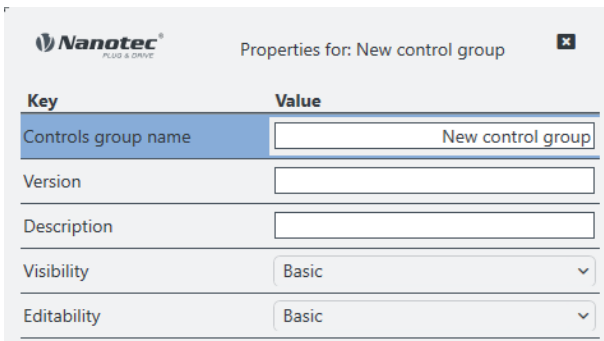 Nanotec®
PLUG & DRIVE
Properties for: New control group
Key Value
Controls group name New control group
Version
Description
Visibility Basic
Editability Basic